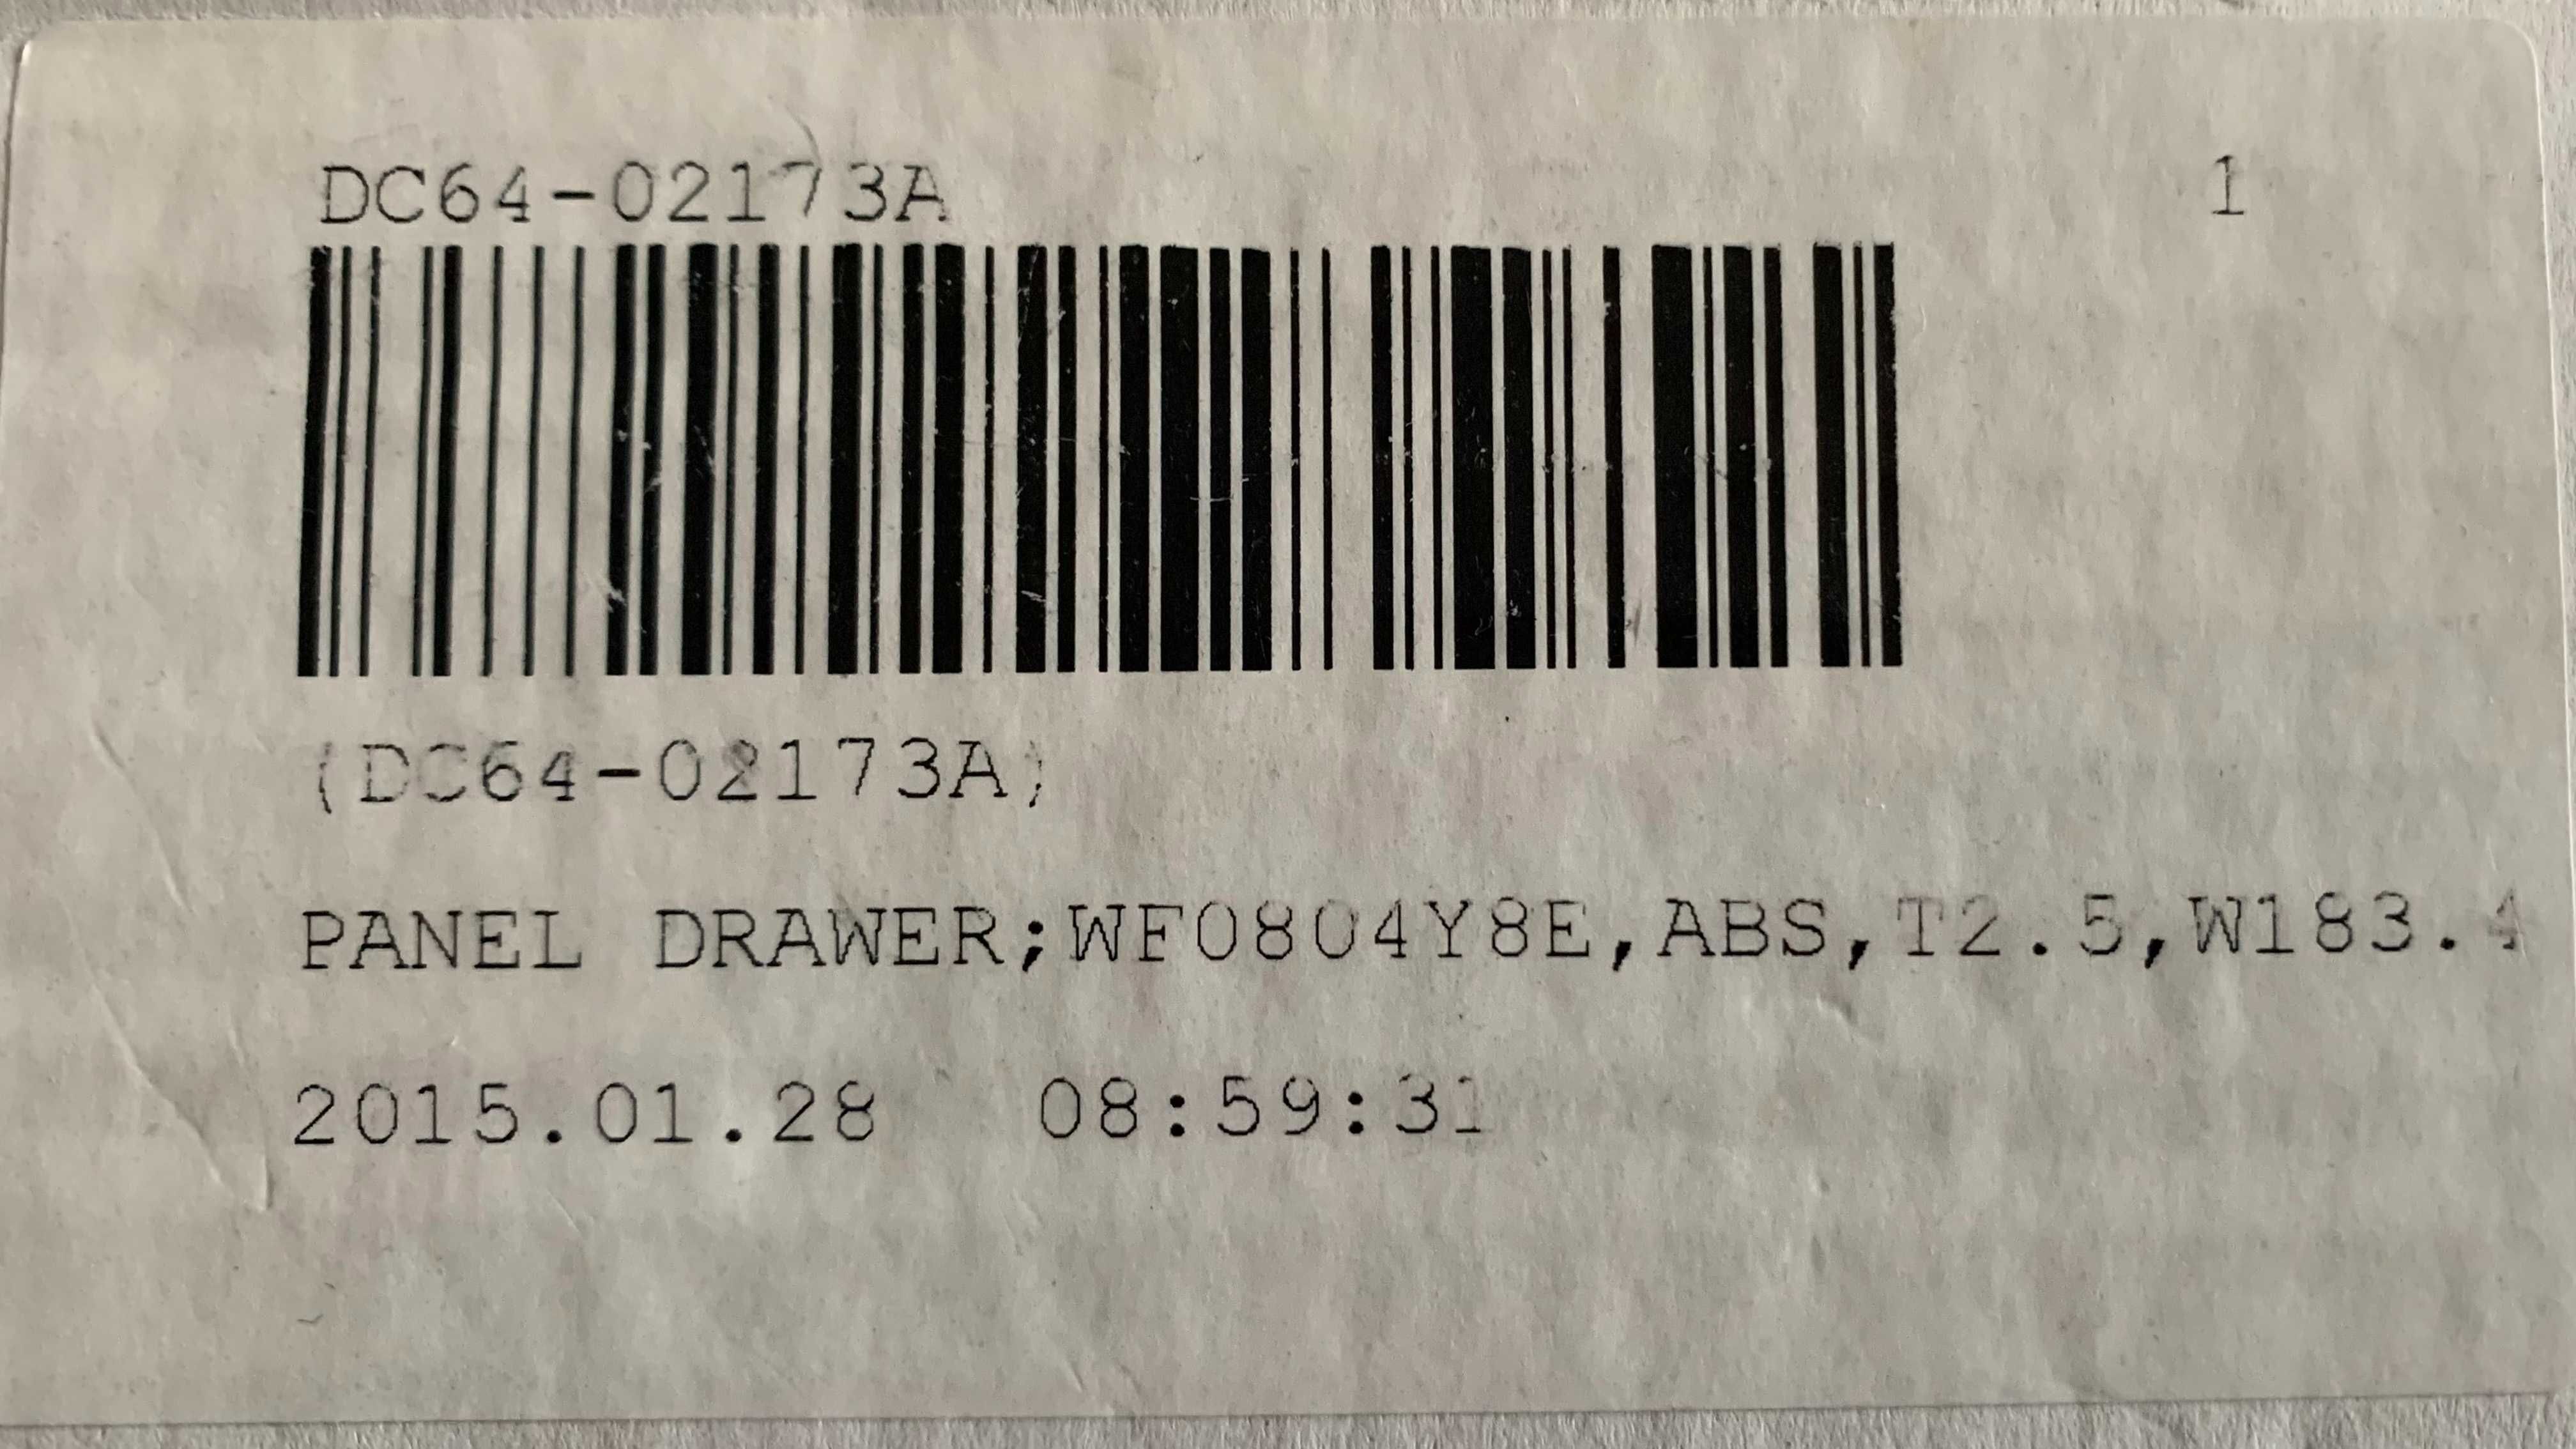 DC64-02173A 1
(DC64-02173A)
PANEL DRAWER;WF0804Y8E,ABS,T2.5,W183.4
2015.01.28 08:59:31